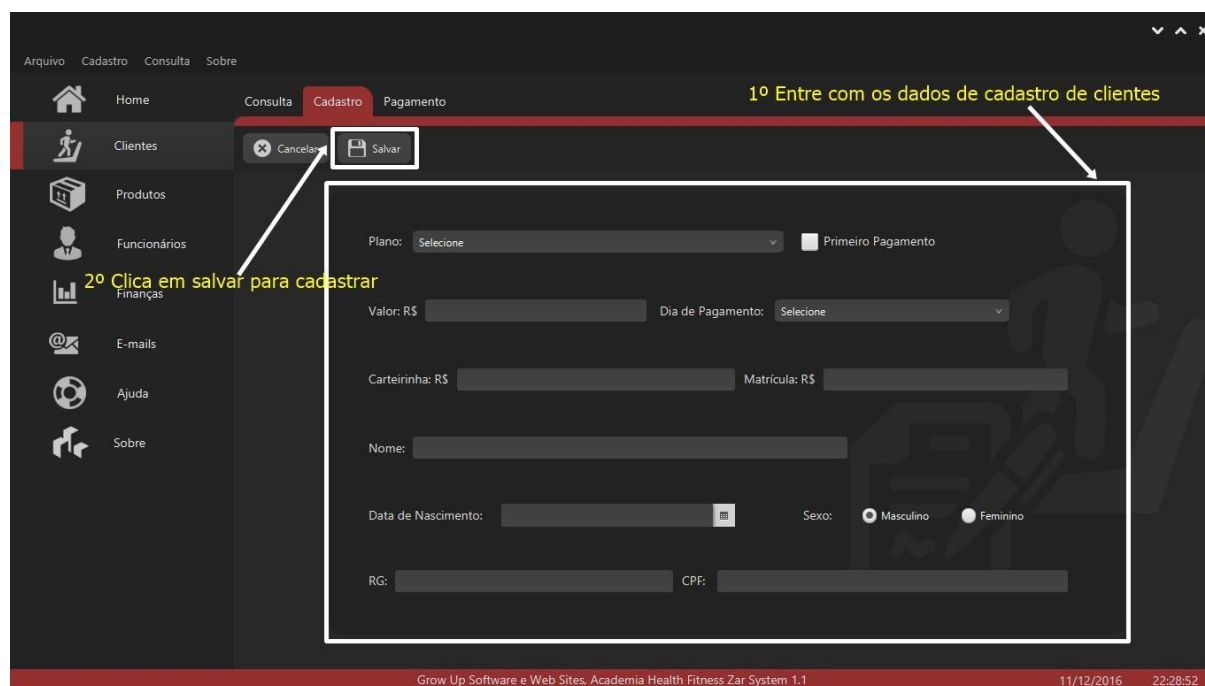 Arquivo Cadastro Consulta Sobre
Home
Clientes
Produtos
Funcionários
Finanças
E-mails
Ajuda
Sobre
Consulta Cadastro Pagamento
1º Entre com os dados de cadastro de clientes
Cancelar Salvar
2º Clica em salvar para cadastrar
Plano: Selecione Primeiro Pagamento
Valor: R$ Dia de Pagamento: Selecione
Carteirinha: R$ Matrícula: R$
Nome:
Data de Nascimento: Sexo: Masculino Feminino
RG: CPF:
Grow Up Software e Web Sites, Academia Health Fitness Zar System 1.1 11/12/2016 22:28:52